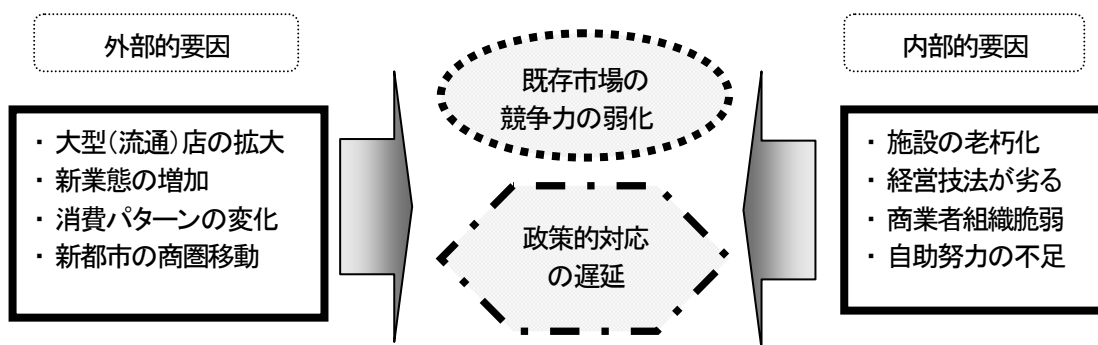 外部的要因
・ 大型(流通)店の拡大
・ 新業態の増加
・ 消費パターンの変化
・ 新都市の商圏移動
既存市場の
競争力の弱化
政策的対応
の遅延
内部的要因
・ 施設の老朽化
・ 経営技法が劣る
・ 商業者組織脆弱
・ 自助努力の不足